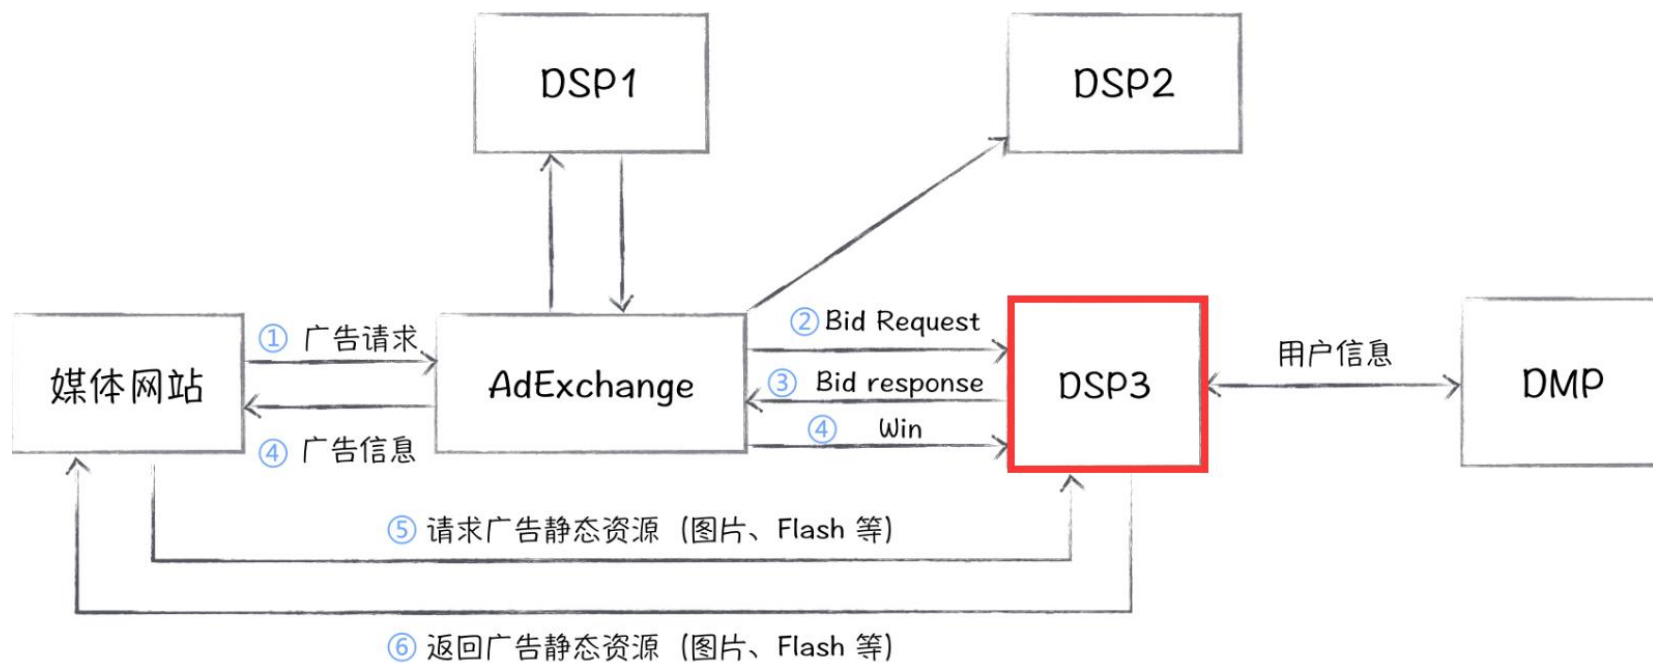 DSP1
DSP2
① 广告请求
② Bid Request
媒体网站
AdExchange
③ Bid response
DSP3
用户信息
DMP
④ 广告信息
④ Win
⑤ 请求广告静态资源（图片、Flash 等）
⑥ 返回广告静态资源（图片、Flash 等）